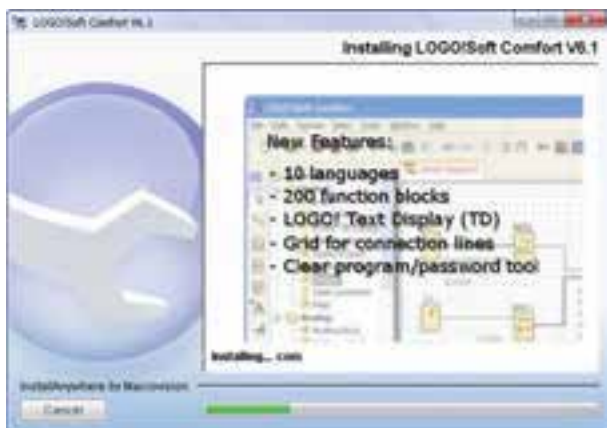 LOGO!Soft Comfort V6.1
Installing LOGO!Soft Comfort V6.1
New Features:
- 10 languages
- 200 function blocks
- LOGO! Text Display (TD)
- Grid for connection lines
- Clear program/password tool
Installing... com
InstallAnywhere by Macrovision
Cancel